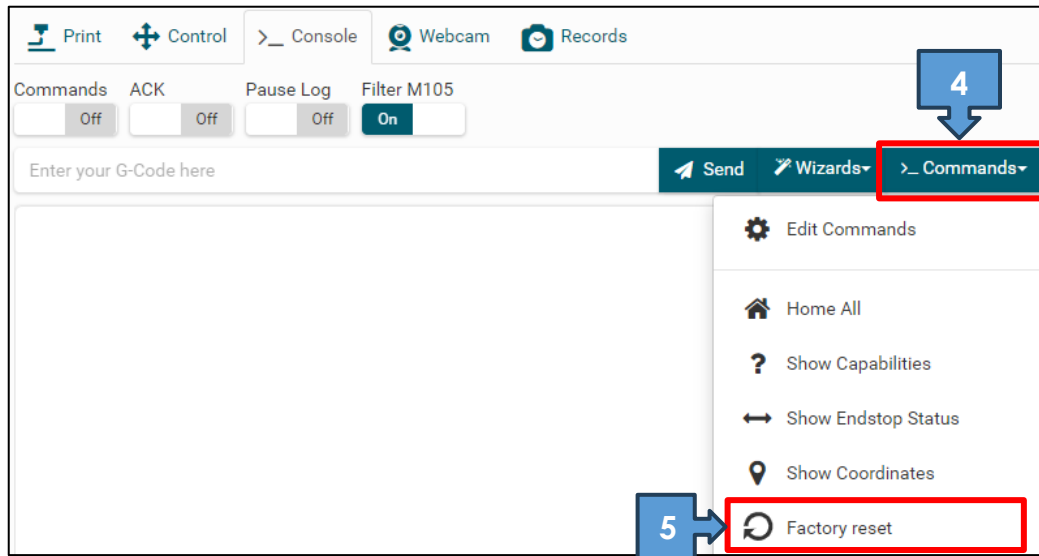 Print Control >_ Console Webcam Records
Commands ACK Pause Log Filter M105
Off Off Off On
4
Enter your G-Code here Send Wizards >_ Commands
Edit Commands
Home All
? Show Capabilities
Show Endstop Status
Show Coordinates
5 Factory reset